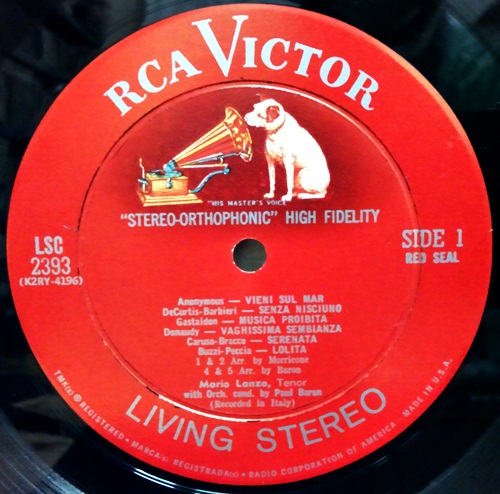 RCA VICTOR
"HIS MASTER'S VOICE"
"STEREO-ORTHOPHONIC" HIGH FIDELITY
LSC
2393
(K2RY-4196)
SIDE 1
RED SEAL
Anonymous — VIENI SUL MAR
DeCurtis-Barbieri — SENZA NISCIUNO
Gastaldon — MUSICA PROIBITA
Donaudy — VAGHISSIMA SEMBIANZA
Caruso-Bracco — SERENATA
Buzzi-Peccia — LOLITA
1 & 2 Arr. by Morricone
4 & 5 Arr. by Baron
Mario Lanza, Tenor
with Orch. cond. by Paul Baron
(Recorded in Italy)
LIVING STEREO
TMK(s) ® REGISTERED • MARCA(s) REGISTRADA(s) • RADIO CORPORATION OF AMERICA • MADE IN U.S.A.